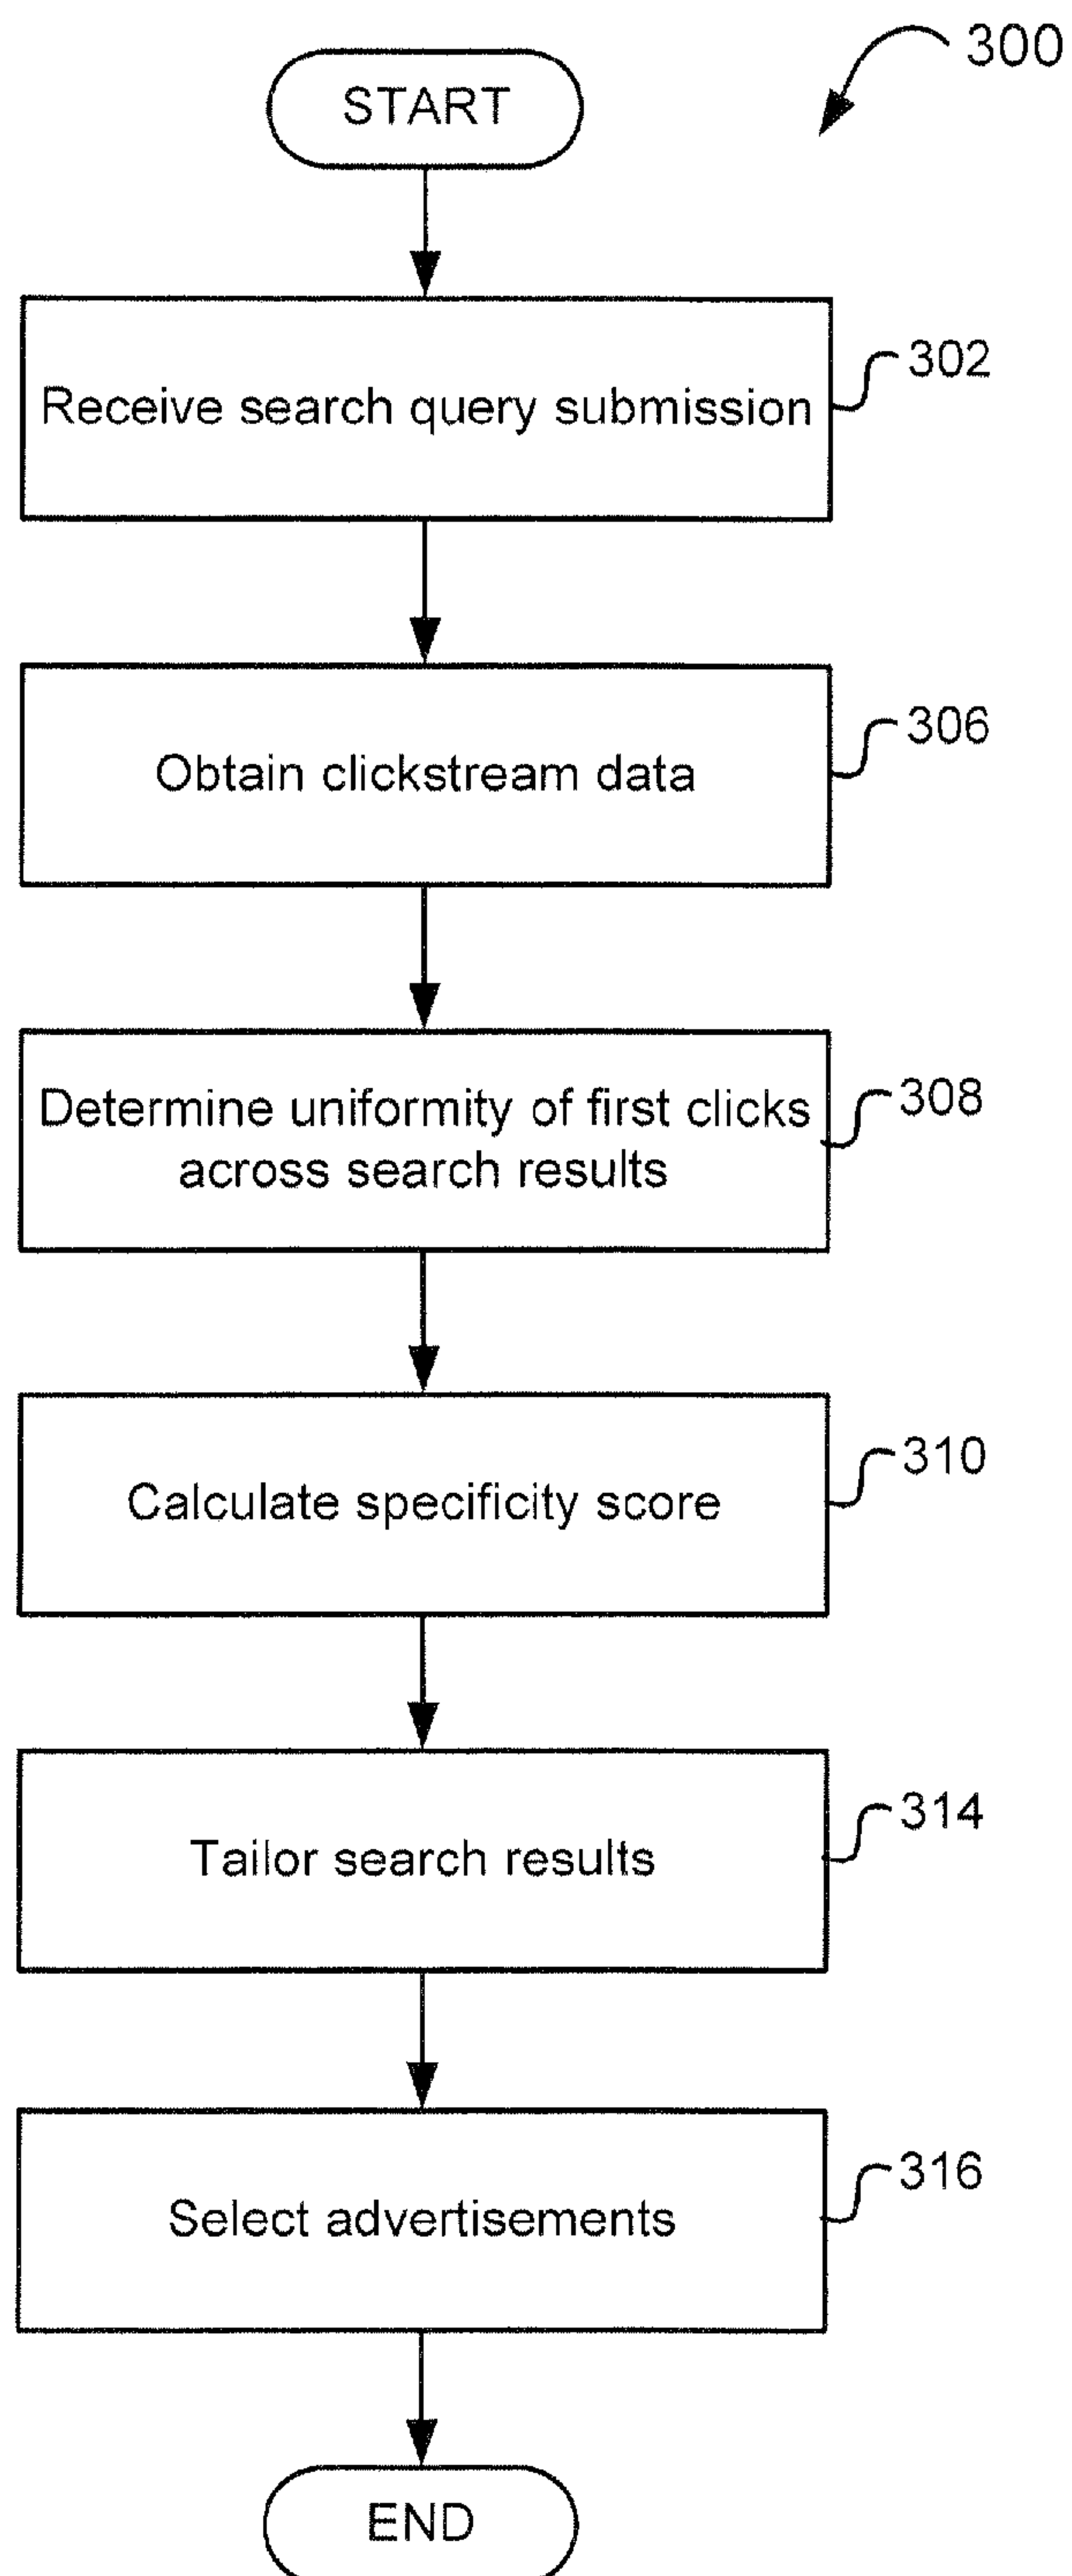 300
START
Receive search query submission
302
Obtain clickstream data
306
Determine uniformity of first clicks
across search results
308
Calculate specificity score
310
Tailor search results
314
Select advertisements
316
END